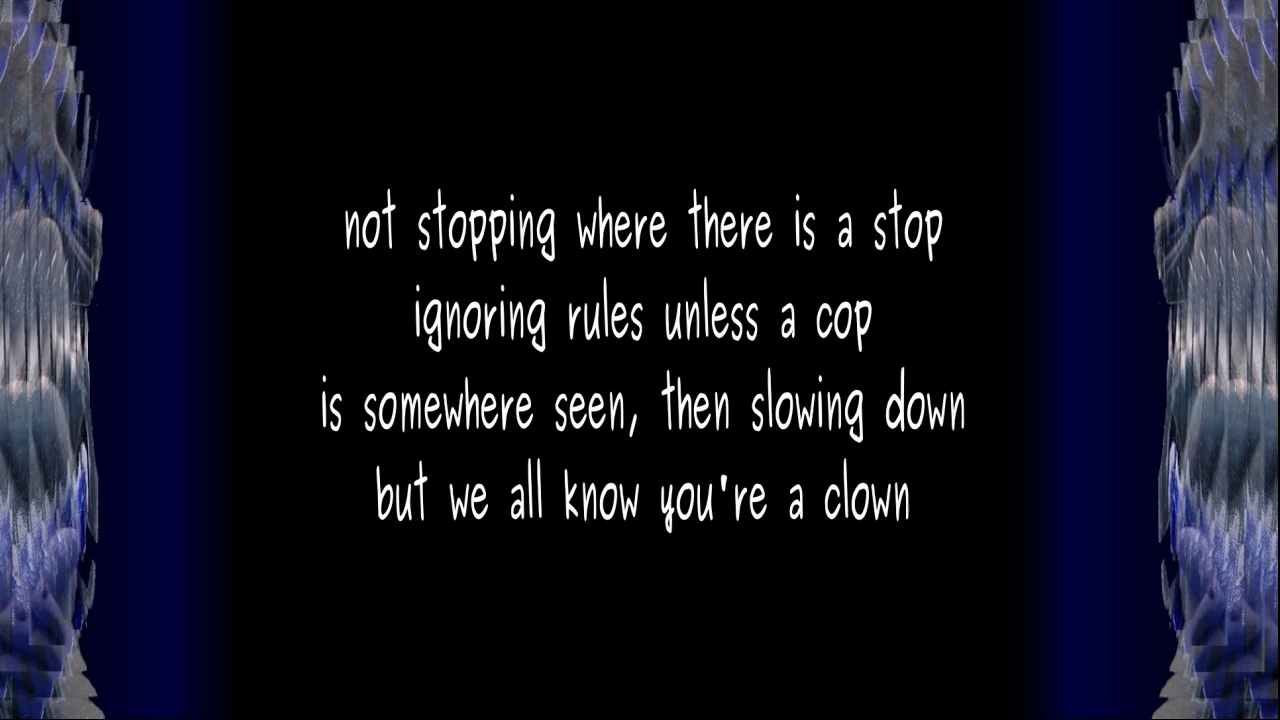 not stopping where there is a stop
ignoring rules unless a cop
is somewhere seen, then slowing down
but we all know you're a clown